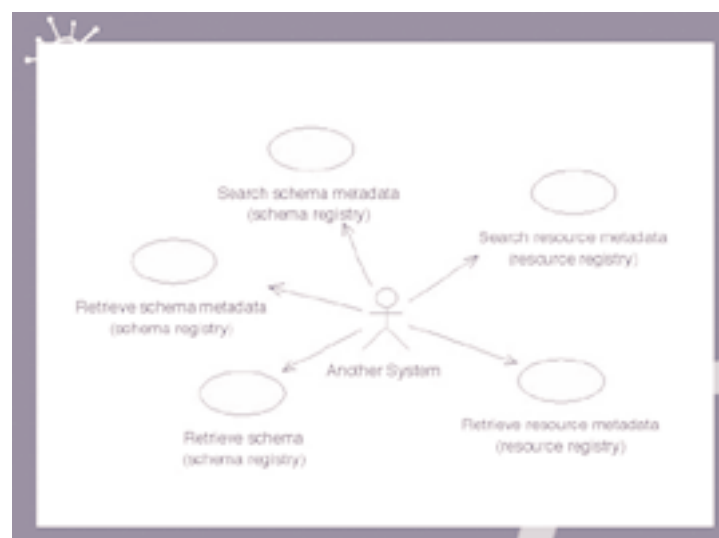 Search schema metadata
(schema registry)
Search resource metadata
(resource registry)
Retrieve schema metadata
(schema registry)
Another System
Retrieve schema
(schema registry)
Retrieve resource metadata
(resource registry)